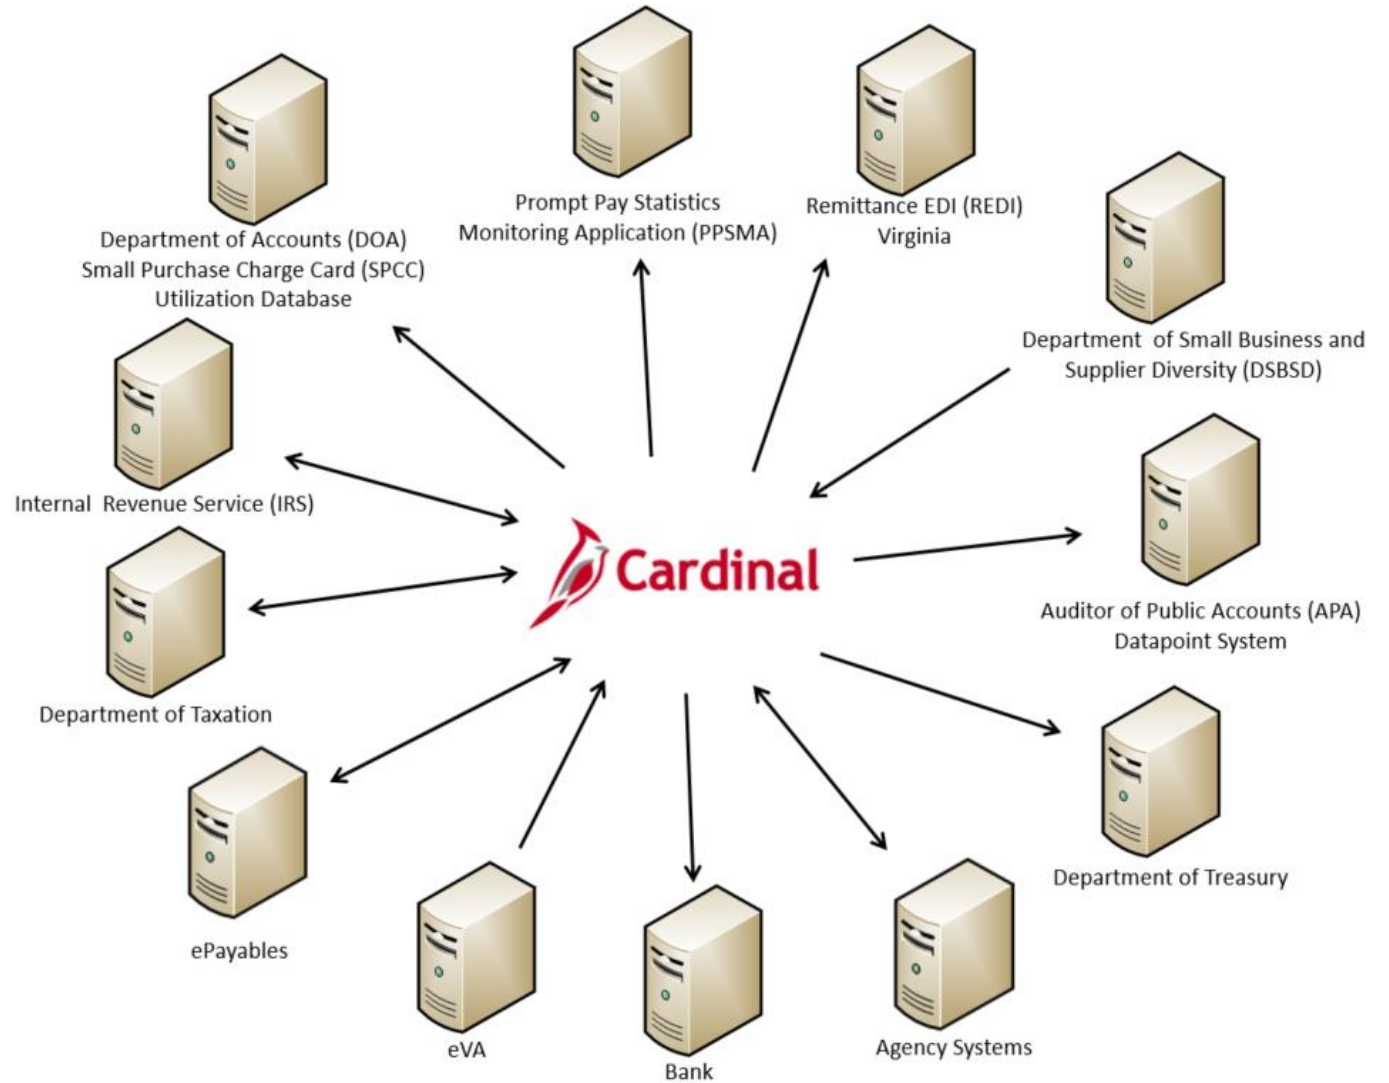 Department of Accounts (DOA)
Small Purchase Charge Card (SPCC)
Utilization Database
Prompt Pay Statistics
Monitoring Application (PPSMA)
Remittance EDI (REDI)
Virginia
Department of Small Business and
Supplier Diversity (DSBSD)
Internal Revenue Service (IRS)
Cardinal
Auditor of Public Accounts (APA)
Datapoint System
Department of Taxation
Department of Treasury
ePayables
eVA
Bank
Agency Systems